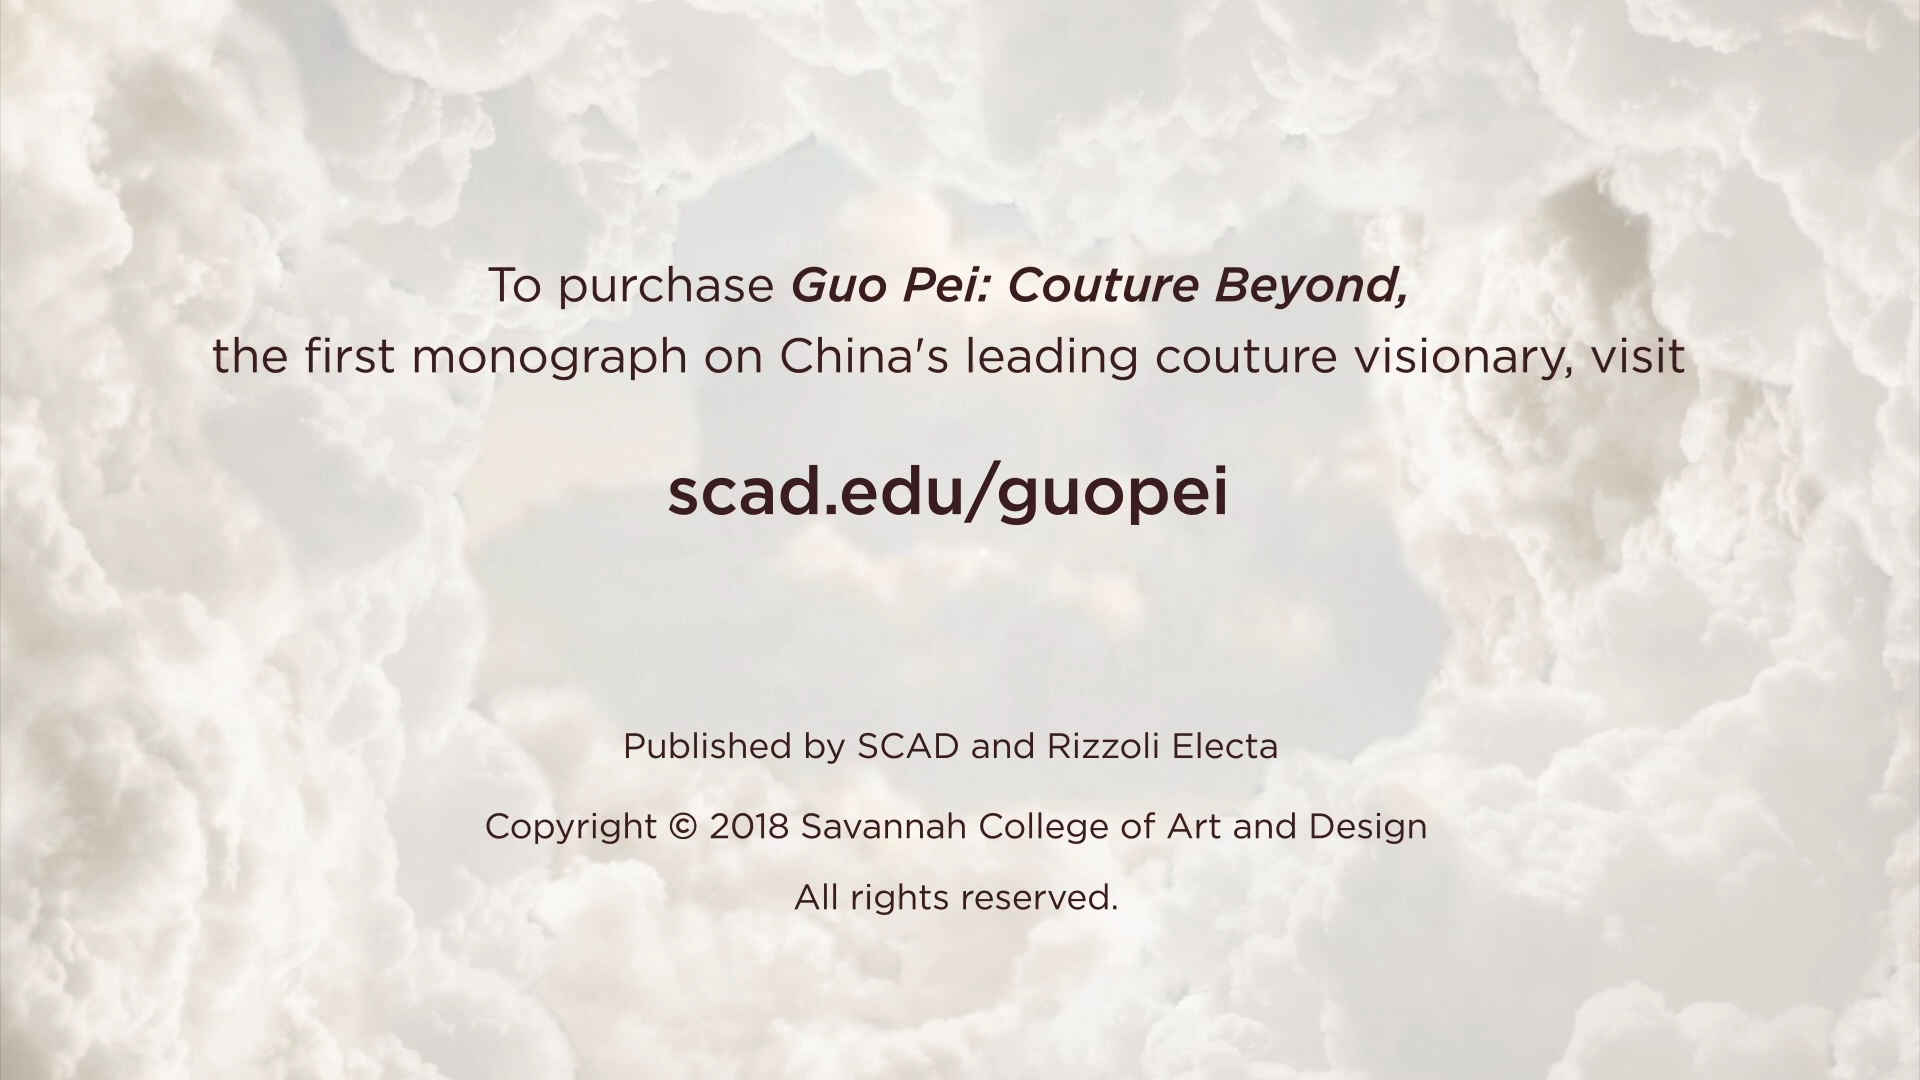 To purchase Guo Pei: Couture Beyond,
the first monograph on China's leading couture visionary, visit
scad.edu/guopei
Published by SCAD and Rizzoli Electa
Copyright © 2018 Savannah College of Art and Design
All rights reserved.